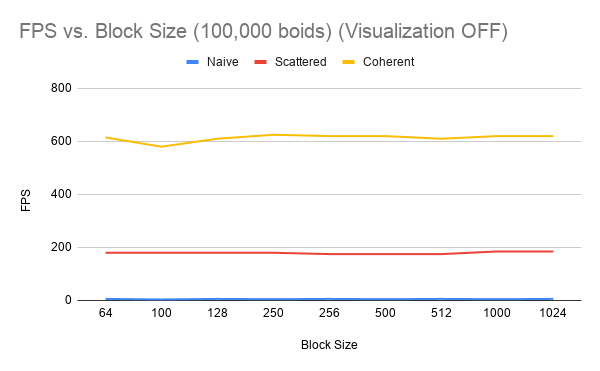 FPS vs. Block Size (100,000 boids) (Visualization OFF)
Naive Scattered Coherent
800
600
400
200
0
FPS
64 100 128 250 256 500 512 1000 1024
Block Size